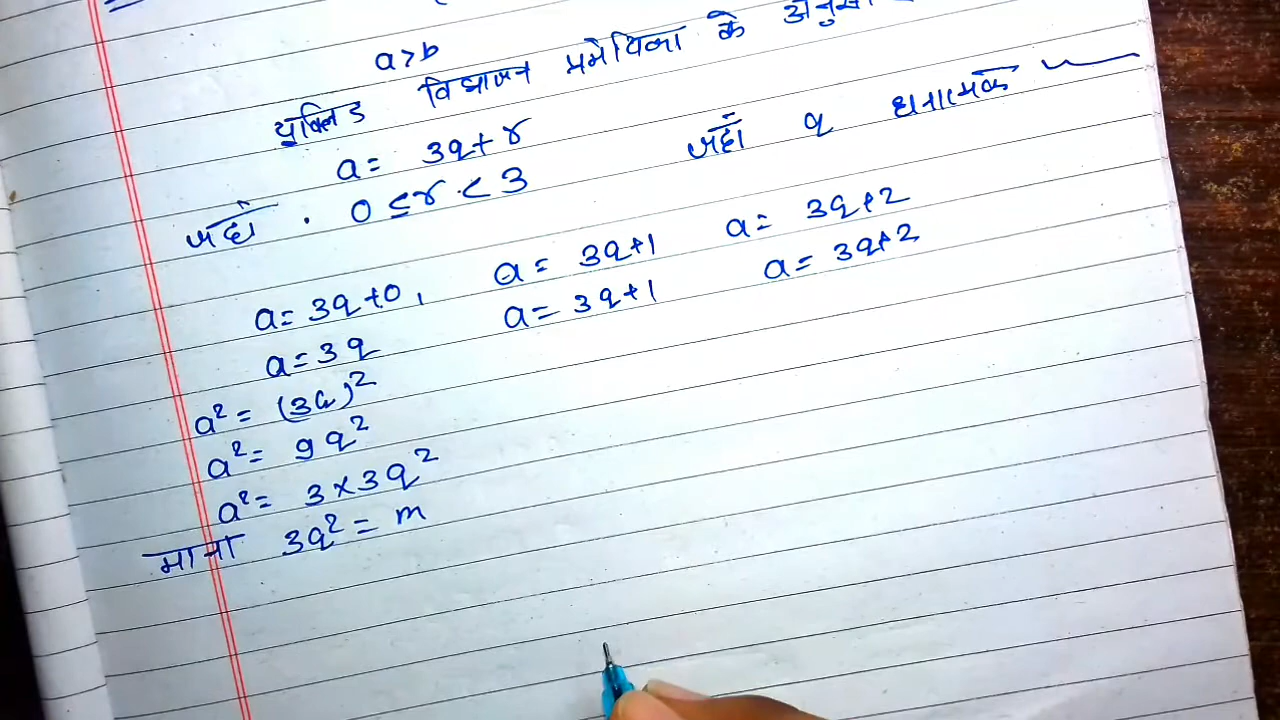 a > b
युक्लिड विभाजन प्रमेयिका के
a = 3q + r जहाँ q धनात्मक
जहाँ 0 ≤ r < 3
a = 3q + 0, a = 3q + 1 a = 3q + 2
a = 3q a = 3q + 1 a = 3q + 2
a² = (3q)²
a² = 9q²
a² = 3 × 3q²
माना 3q² = m